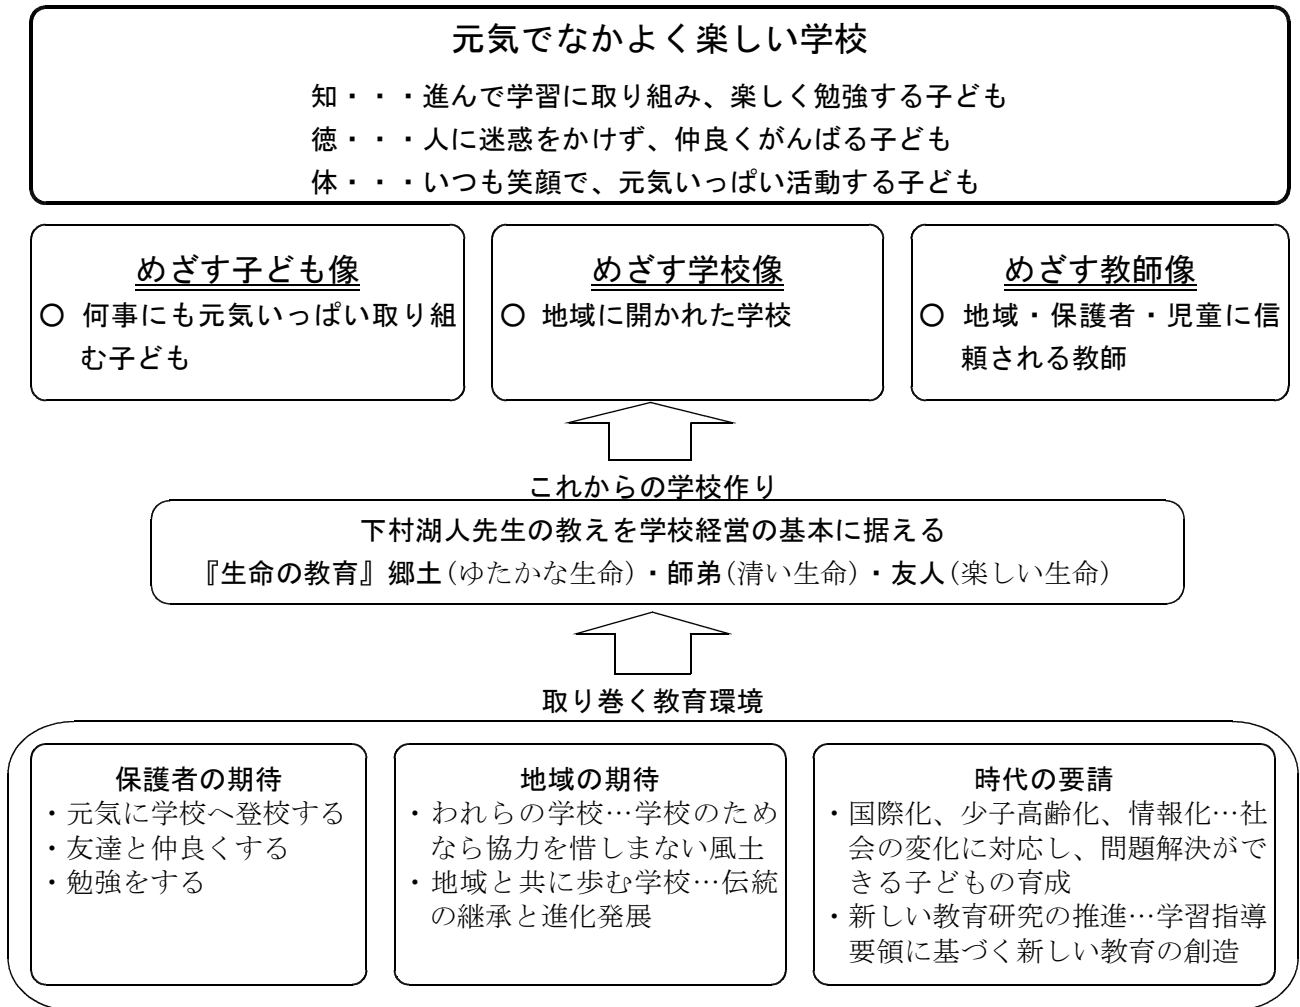 元気でなかよく楽しい学校
知・・・進んで学習に取り組み、楽しく勉強する子ども
徳・・・人に迷惑をかけず、仲良くがんばる子ども
体・・・いつも笑顔で、元気いっぱい活動する子ども
めざす子ども像
○ 何事にも元気いっぱい取り組
む子ども
めざす学校像
○ 地域に開かれた学校
めざす教師像
○ 地域・保護者・児童に信
頼される教師
これからの学校作り
下村湖人先生の教えを学校経営の基本に据える
『生命の教育』郷土(ゆたかな生命)・師弟(清い生命)・友人(楽しい生命)
取り巻く教育環境
保護者の期待
・元気に学校へ登校する
・友達と仲良くする
・勉強をする
地域の期待
・われらの学校…学校のため
なら協力を惜しまない風土
・地域と共に歩む学校…伝統
の継承と進化発展
時代の要請
・国際化、少子高齢化、情報化…社
会の変化に対応し、問題解決がで
きる子どもの育成
・新しい教育研究の推進…学習指導
要領に基づく新しい教育の創造